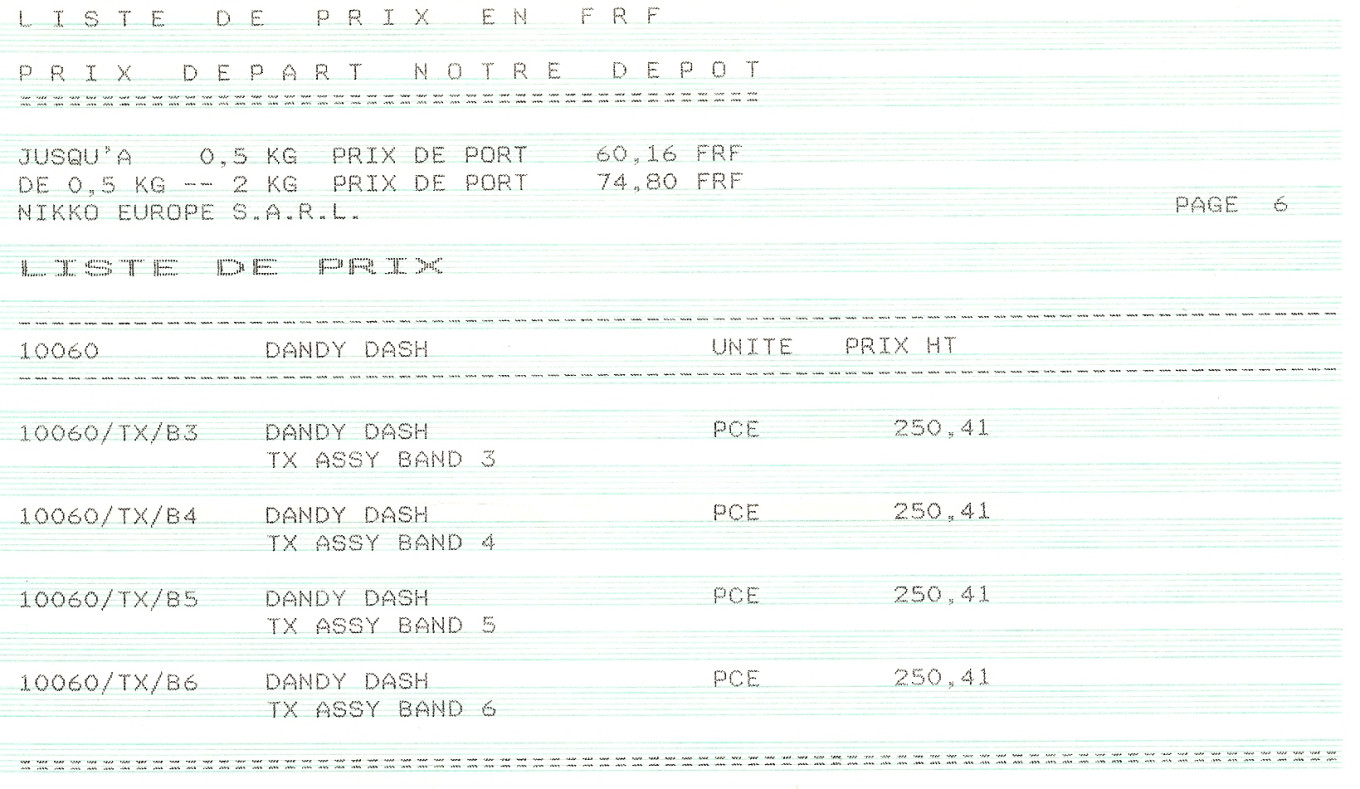 LISTE DE PRIX EN FRF
PRIX DEPART NOTRE DEPOT
=============================================
JUSQU'A 0,5 KG PRIX DE PORT 60,16 FRF
DE 0,5 KG -- 2 KG PRIX DE PORT 74,80 FRF
NIKKO EUROPE S.A.R.L. PAGE 6
LISTE DE PRIX
--------------------------------------------------------------------------------
10060 DANDY DASH UNITE PRIX HT
--------------------------------------------------------------------------------
10060/TX/B3 DANDY DASH PCE 250,41
TX ASSY BAND 3
10060/TX/B4 DANDY DASH PCE 250,41
TX ASSY BAND 4
10060/TX/B5 DANDY DASH PCE 250,41
TX ASSY BAND 5
10060/TX/B6 DANDY DASH PCE 250,41
TX ASSY BAND 6
================================================================================